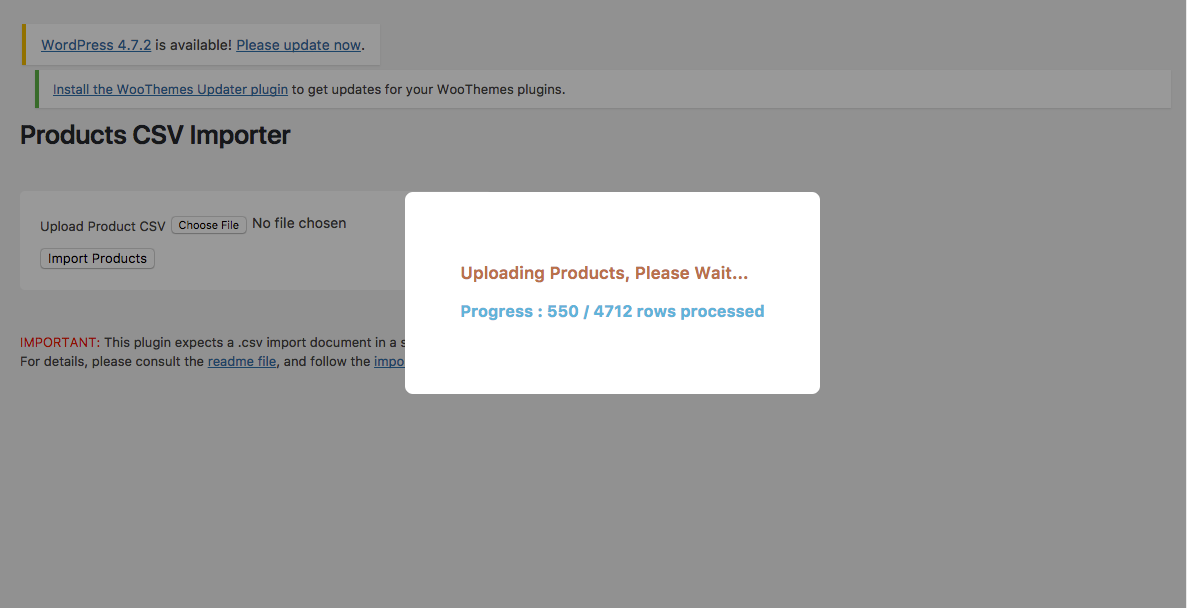 WordPress 4.7.2 is available! Please update now.
Install the WooThemes Updater plugin to get updates for your WooThemes plugins.
Products CSV Importer
Upload Product CSV Choose File No file chosen
Import Products
Uploading Products, Please Wait...
Progress : 550 / 4712 rows processed
IMPORTANT: This plugin expects a .csv import document in a
For details, please consult the readme file, and follow the